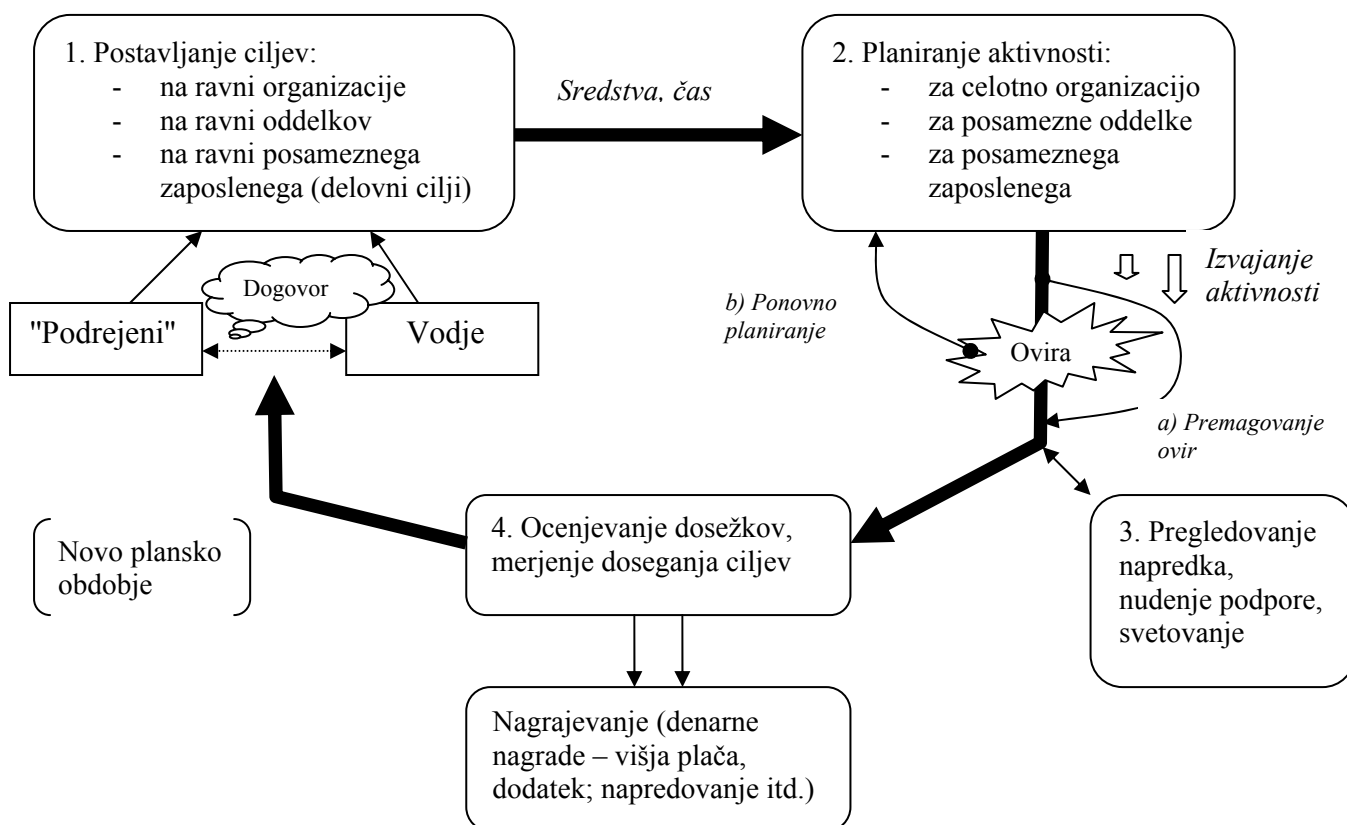 1. Postavljanje ciljev:
- na ravni organizacije
- na ravni oddelkov
- na ravni posameznega
zaposlenega (delovni cilji)
Sredstva, čas
2. Planiranje aktivnosti:
- za celotno organizacijo
- za posamezne oddelke
- za posameznega
zaposlenega
Izvajanje
aktivnosti
Dogovor
"Podrejeni"
Vodje
b) Ponovno
planiranje
Ovira
a) Premagovanje
ovir
3. Pregledovanje
napredka,
nudenje podpore,
svetovanje
4. Ocenjevanje dosežkov,
merjenje doseganja ciljev
Novo plansko
obdobje
Nagrajevanje (denarne
nagrade – višja plača,
dodatek; napredovanje itd.)